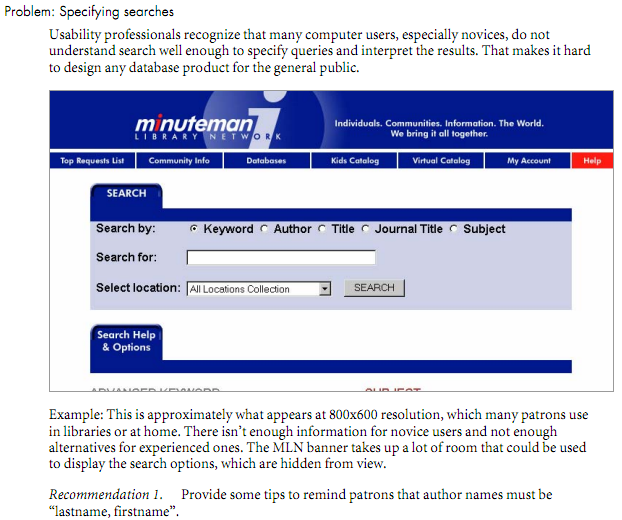 Problem: Specifying searches
Usability professionals recognize that many computer users, especially novices, do not
understand search well enough to specify queries and interpret the results. That makes it hard
to design any database product for the general public.
minuteman
LIBRARY NETWORK
Individuals. Communities. Information. The World.
We bring it all together.
Top Requests List Community Info Databases Kids Catalog Virtual Catalog My Account Help
SEARCH
Search by: Keyword Author Title Journal Title Subject
Search for:
Select location: All Locations Collection SEARCH
Search Help
& Options
ADVANCED KEYWORD SUBJECT
Example: This is approximately what appears at 800x600 resolution, which many patrons use
in libraries or at home. There isn't enough information for novice users and not enough
alternatives for experienced ones. The MLN banner takes up a lot of room that could be used
to display the search options, which are hidden from view.
Recommendation 1. Provide some tips to remind patrons that author names must be
"lastname, firstname".